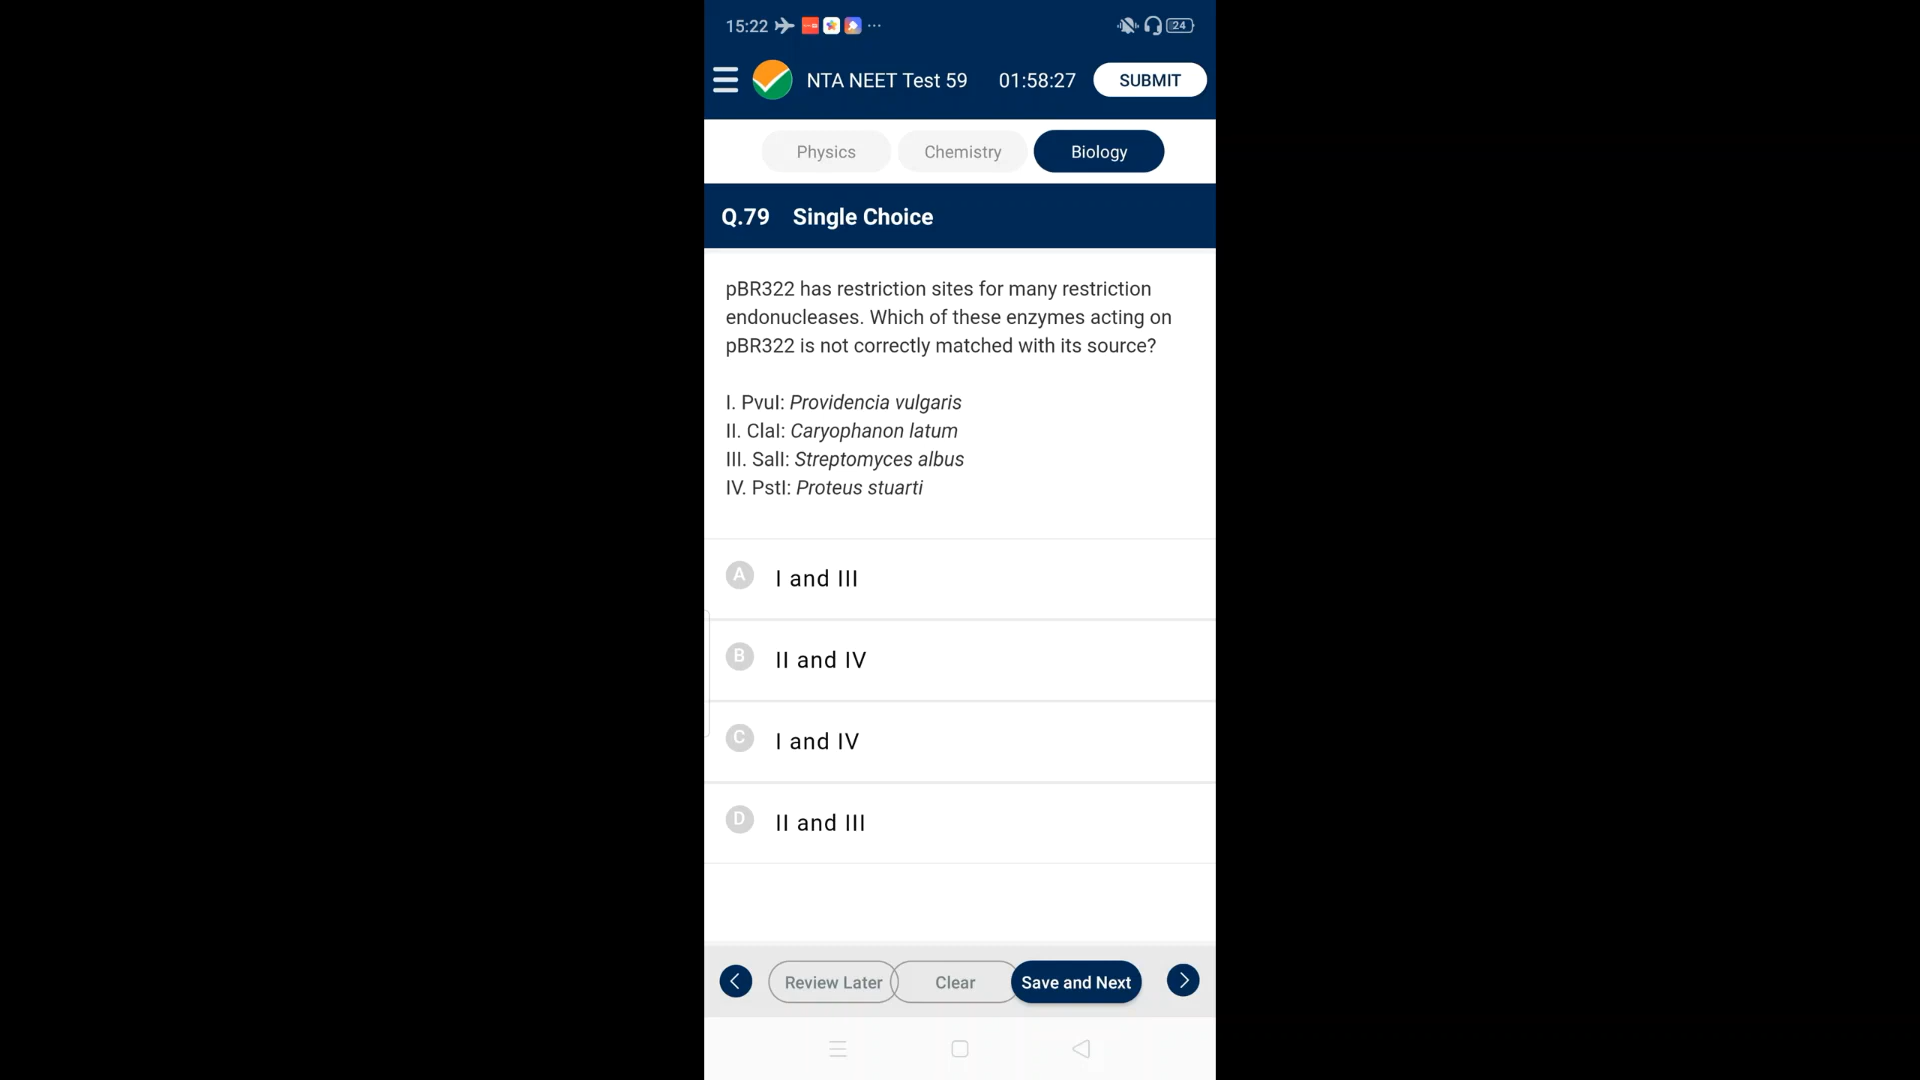 15:22 ... 24
NTA NEET Test 59 01:58:27 SUBMIT
Physics Chemistry Biology
Q.79 Single Choice
pBR322 has restriction sites for many restriction
endonucleases. Which of these enzymes acting on
pBR322 is not correctly matched with its source?
I. PvuI: Providencia vulgaris
II. ClaI: Caryophanon latum
III. SalI: Streptomyces albus
IV. PstI: Proteus stuarti
A I and III
B II and IV
C I and IV
D II and III
Review Later Clear Save and Next